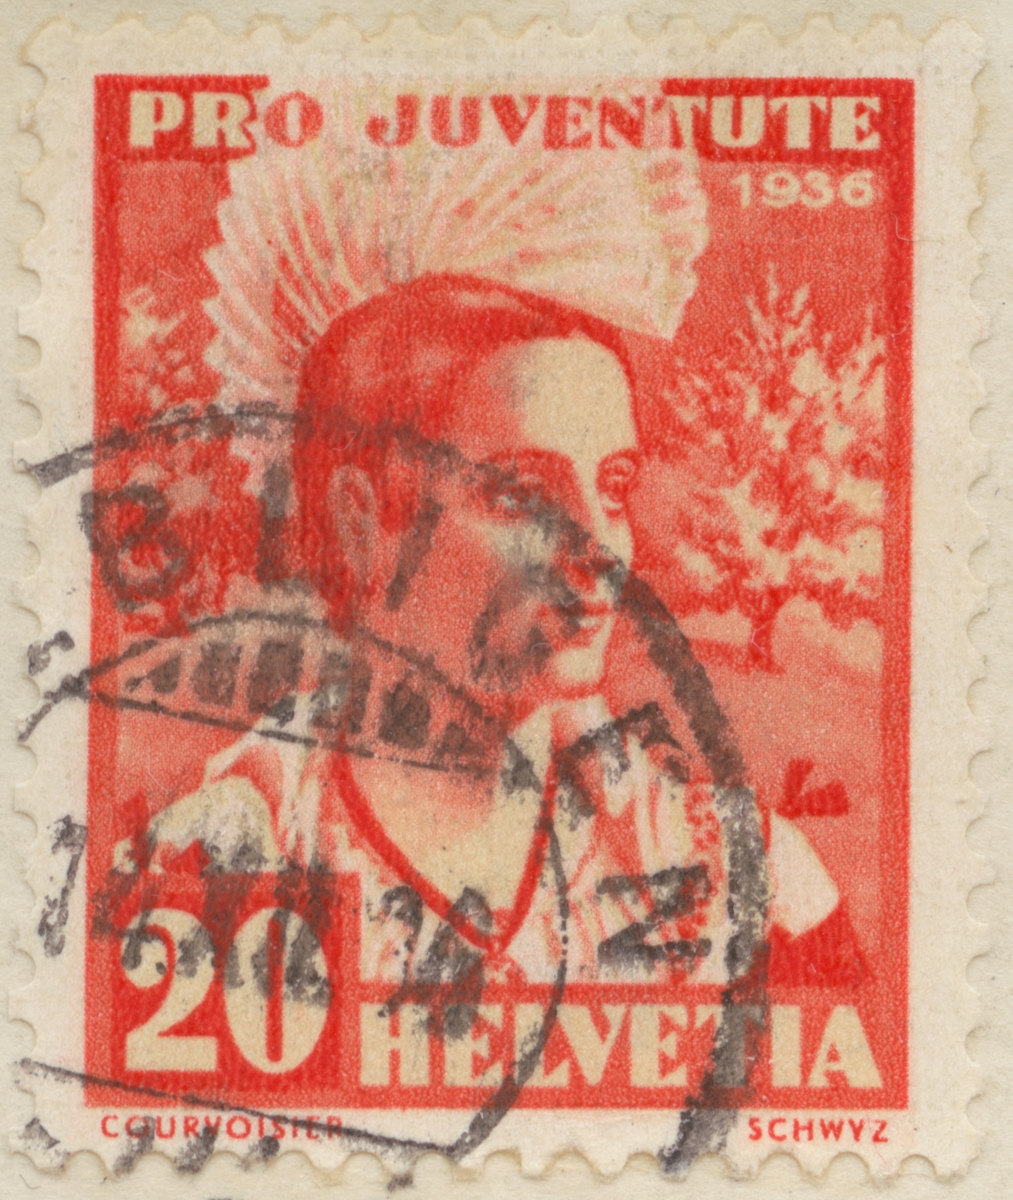 PRO JUVENTUTE
1936
20
HELVETIA
COURVOISIER SCHWYZ